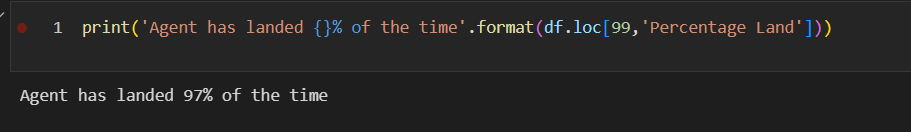 1 print('Agent has landed {}% of the time'.format(df.loc[99,'Percentage Land']))
Agent has landed 97% of the time